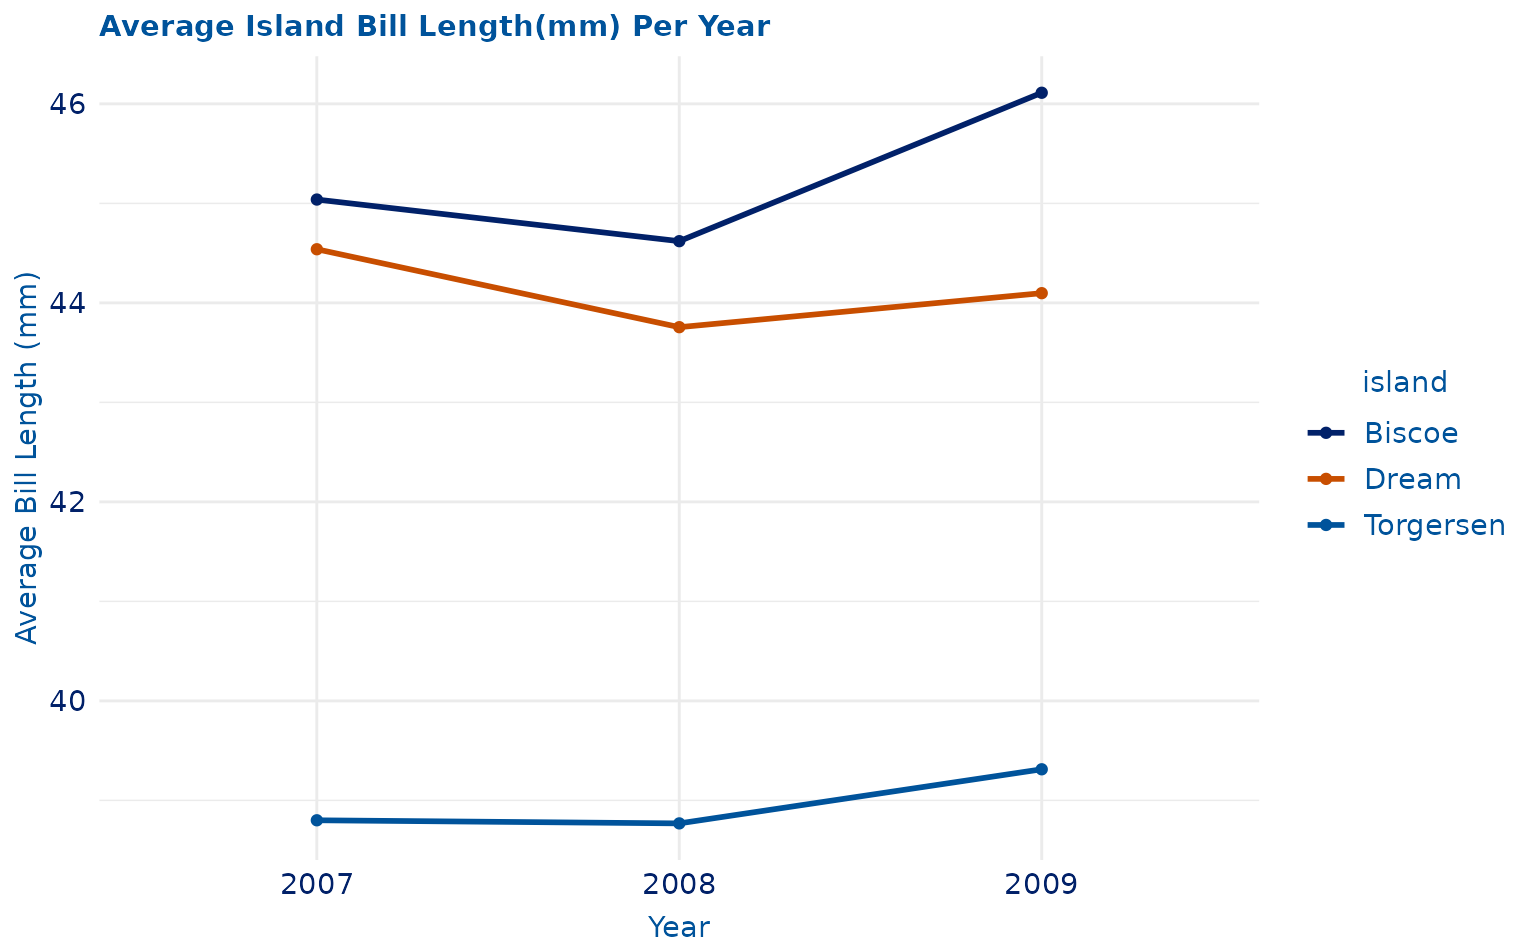 Average Island Bill Length(mm) Per Year
Average Bill Length (mm)
46
44
42
40
2007 2008 2009
Year
island
Biscoe
Dream
Torgersen